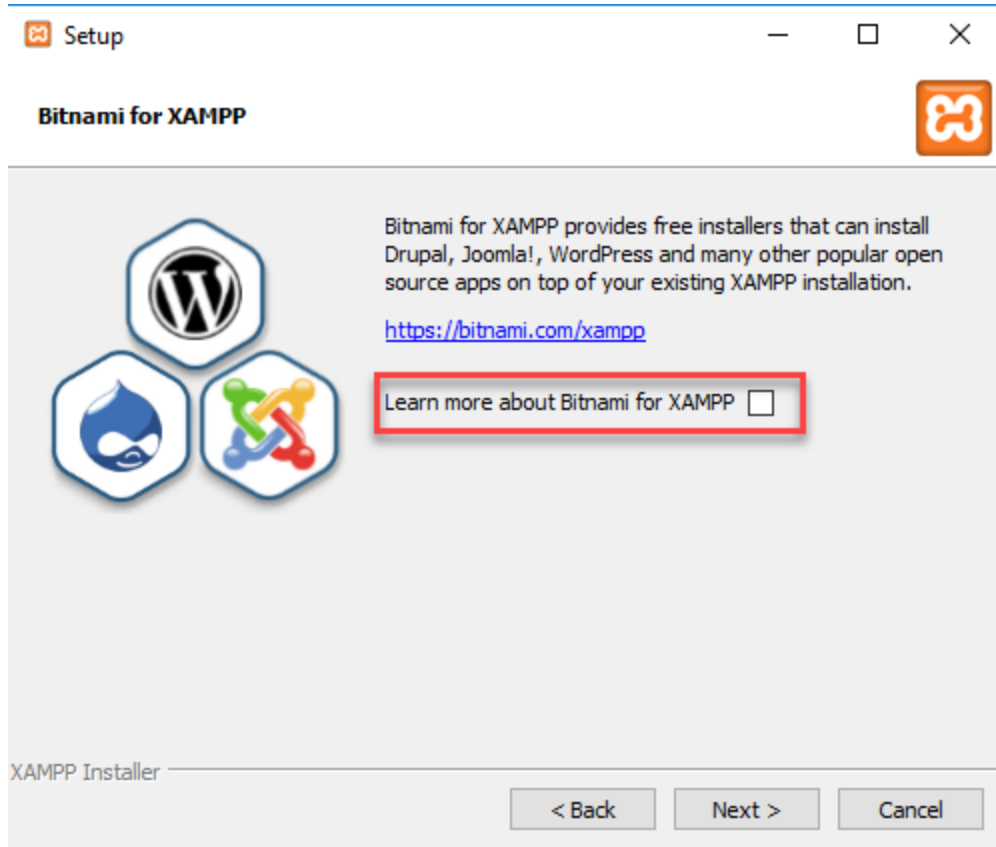 Setup
Bitnami for XAMPP
Bitnami for XAMPP provides free installers that can install
Drupal, Joomla!, WordPress and many other popular open
source apps on top of your existing XAMPP installation.
https://bitnami.com/xampp
Learn more about Bitnami for XAMPP
XAMPP Installer
< Back Next > Cancel